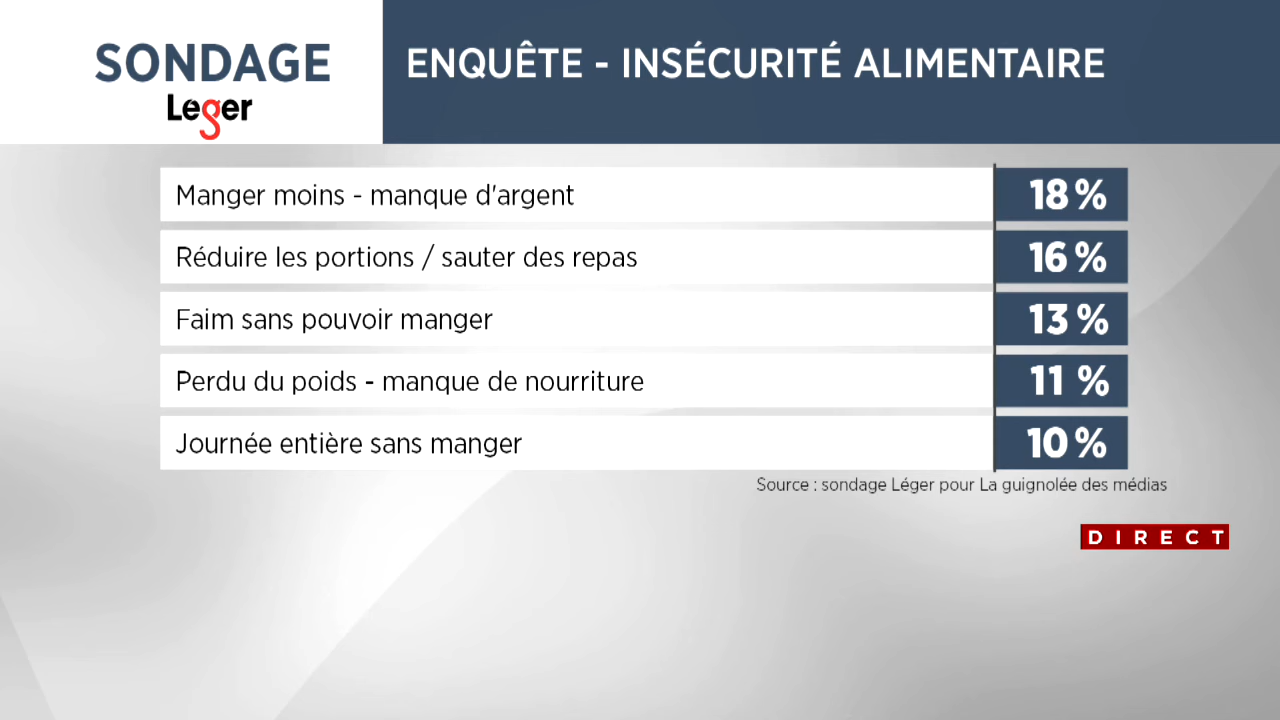 SONDAGE
Léger
ENQUÊTE - INSÉCURITÉ ALIMENTAIRE
Manger moins - manque d'argent 18 %
Réduire les portions / sauter des repas 16 %
Faim sans pouvoir manger 13 %
Perdu du poids - manque de nourriture 11 %
Journée entière sans manger 10 %
Source : sondage Léger pour La guignolée des médias
DIRECT